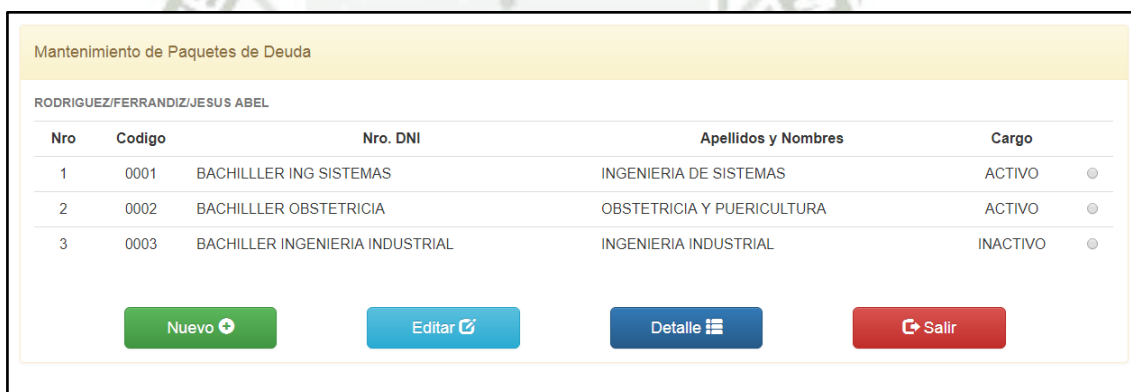 Mantenimiento de Paquetes de Deuda
RODRIGUEZ/FERRANDIZ/JESUS ABEL
Nro Codigo Nro. DNI Apellidos y Nombres Cargo
1 0001 BACHILLLER ING SISTEMAS INGENIERIA DE SISTEMAS ACTIVO
2 0002 BACHILLLER OBSTETRICIA OBSTETRICIA Y PUERICULTURA ACTIVO
3 0003 BACHILLER INGENIERIA INDUSTRIAL INGENIERIA INDUSTRIAL INACTIVO
Nuevo Editar Detalle Salir